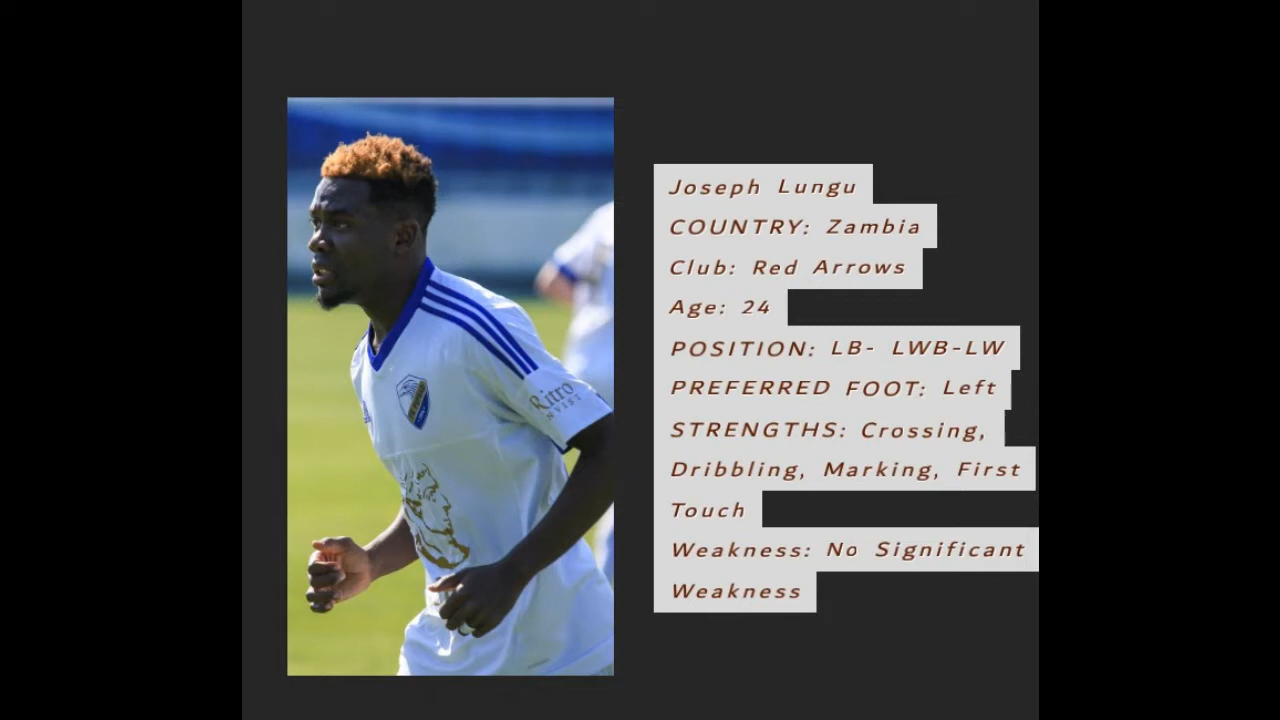 Joseph Lungu
COUNTRY: Zambia
Club: Red Arrows
Age: 24
POSITION: LB- LWB-LW
PREFERRED FOOT: Left
STRENGTHS: Crossing,
Dribbling, Marking, First
Touch
Weakness: No Significant
Weakness
Ritro